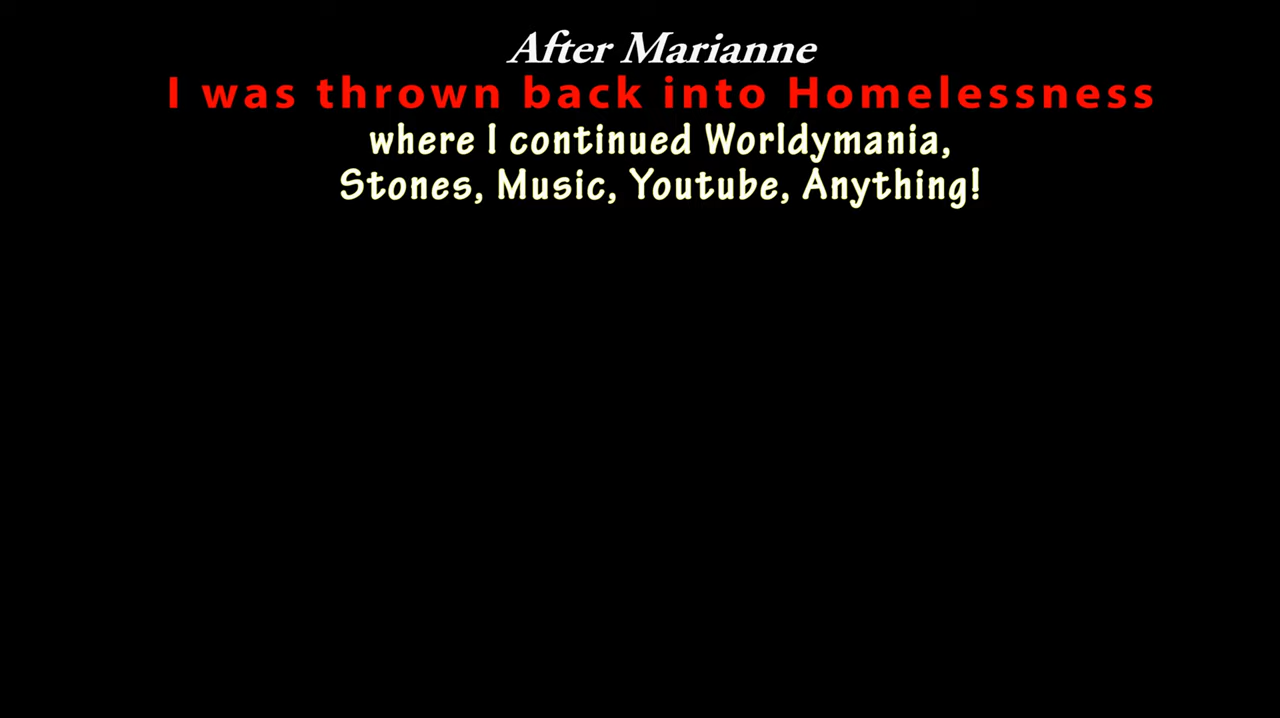 After Marianne
I was thrown back into Homelessness
where I continued Worldymania,
Stones, Music, Youtube, Anything!